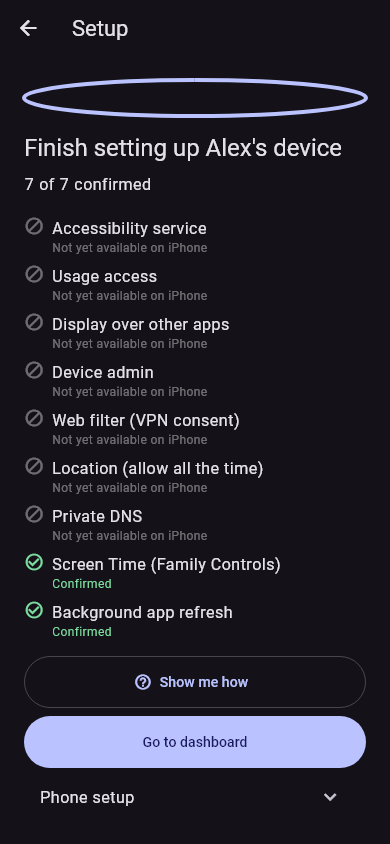 Setup
Finish setting up Alex's device
7 of 7 confirmed
Accessibility service
Not yet available on iPhone
Usage access
Not yet available on iPhone
Display over other apps
Not yet available on iPhone
Device admin
Not yet available on iPhone
Web filter (VPN consent)
Not yet available on iPhone
Location (allow all the time)
Not yet available on iPhone
Private DNS
Not yet available on iPhone
Screen Time (Family Controls)
Confirmed
Background app refresh
Confirmed
Show me how
Go to dashboard
Phone setup